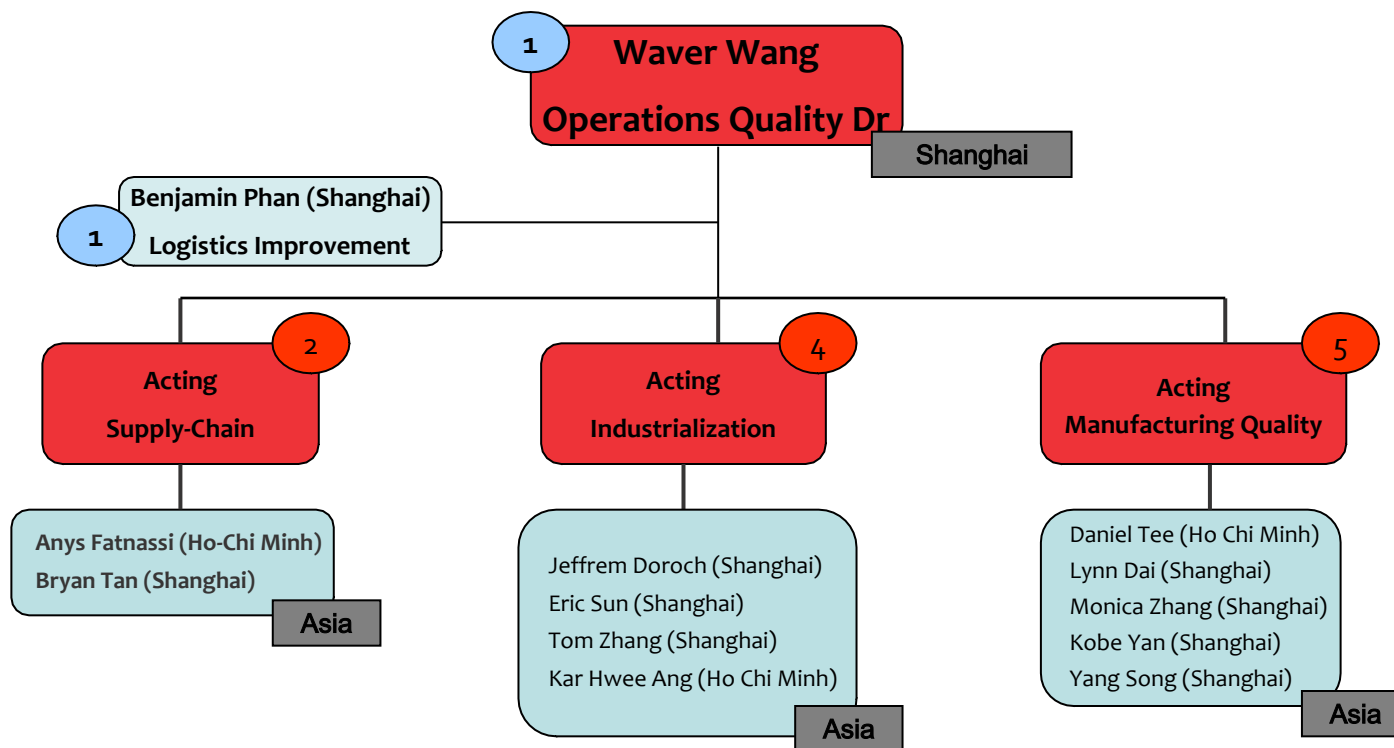 1
Waver Wang
Operations Quality Dr
Shanghai
Benjamin Phan (Shanghai)
1
Logistics Improvement
2
Acting
Supply-Chain
4
Acting
Industrialization
5
Acting
Manufacturing Quality
Anys Fatnassi (Ho-Chi Minh)
Bryan Tan (Shanghai)
Asia
Jeffrem Doroch (Shanghai)
Eric Sun (Shanghai)
Tom Zhang (Shanghai)
Kar Hwee Ang (Ho Chi Minh)
Asia
Daniel Tee (Ho Chi Minh)
Lynn Dai (Shanghai)
Monica Zhang (Shanghai)
Kobe Yan (Shanghai)
Yang Song (Shanghai)
Asia